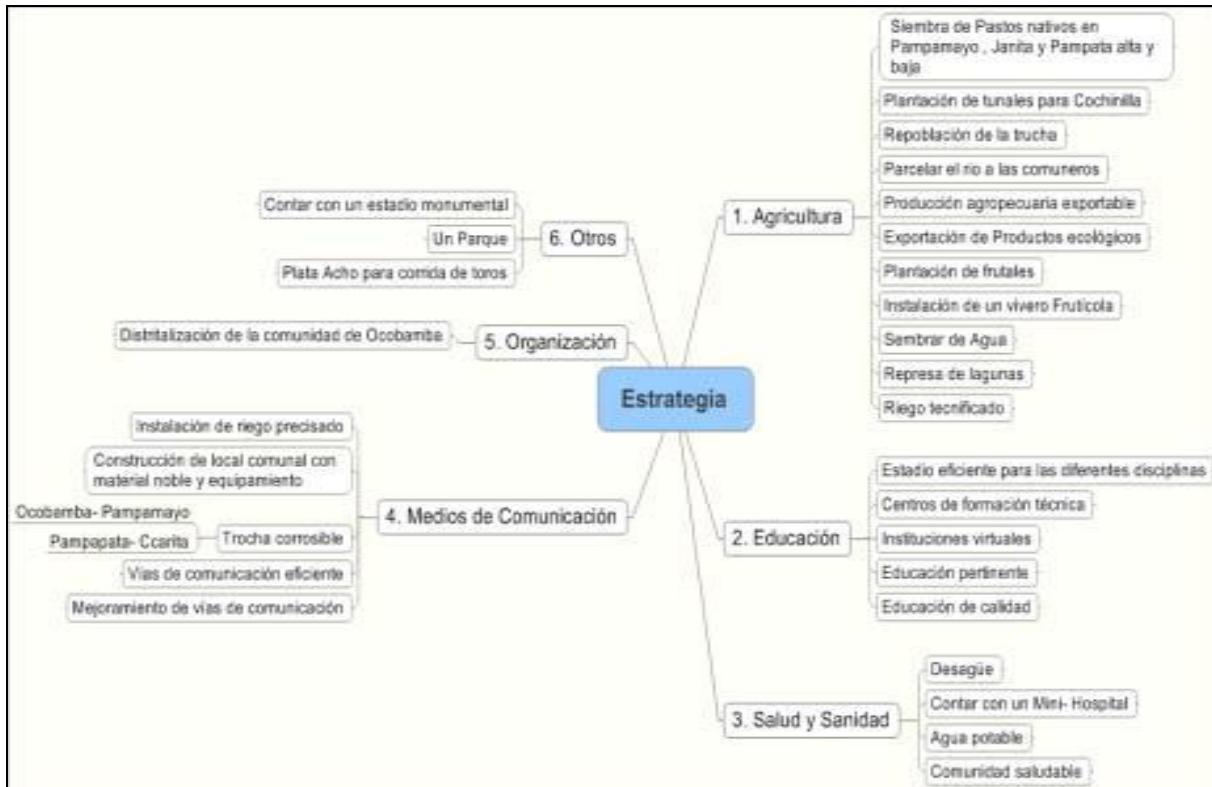 Estrategia
1. Agricultura
Siembra de Pastos nativos en
Pampamayo , Janita y Pampata alta y
baja
Plantación de tunales para Cochinilla
Repoblación de la trucha
Parcelar el rio a las comuneros
Producción agropecuaria exportable
Exportación de Productos ecológicos
Plantación de frutales
Instalación de un vivero Frutícola
Sembrar de Agua
Represa de lagunas
Riego tecnificado
2. Educación
Estadio eficiente para las diferentes disciplinas
Centros de formación técnica
Instituciones virtuales
Educación pertinente
Educación de calidad
3. Salud y Sanidad
Desagüe
Contar con un Mini- Hospital
Agua potable
Comunidad saludable
4. Medios de Comunicación
Instalación de riego precisado
Construcción de local comunal con
material noble y equipamiento
Trocha corrosible
Ocobamba- Pampamayo
Pampapata- Ccarita
Vías de comunicación eficiente
Mejoramiento de vías de comunicación
5. Organización
Distritalización de la comunidad de Ocobamba
6. Otros
Contar con un estadio monumental
Un Parque
Plata Acho para corrida de toros